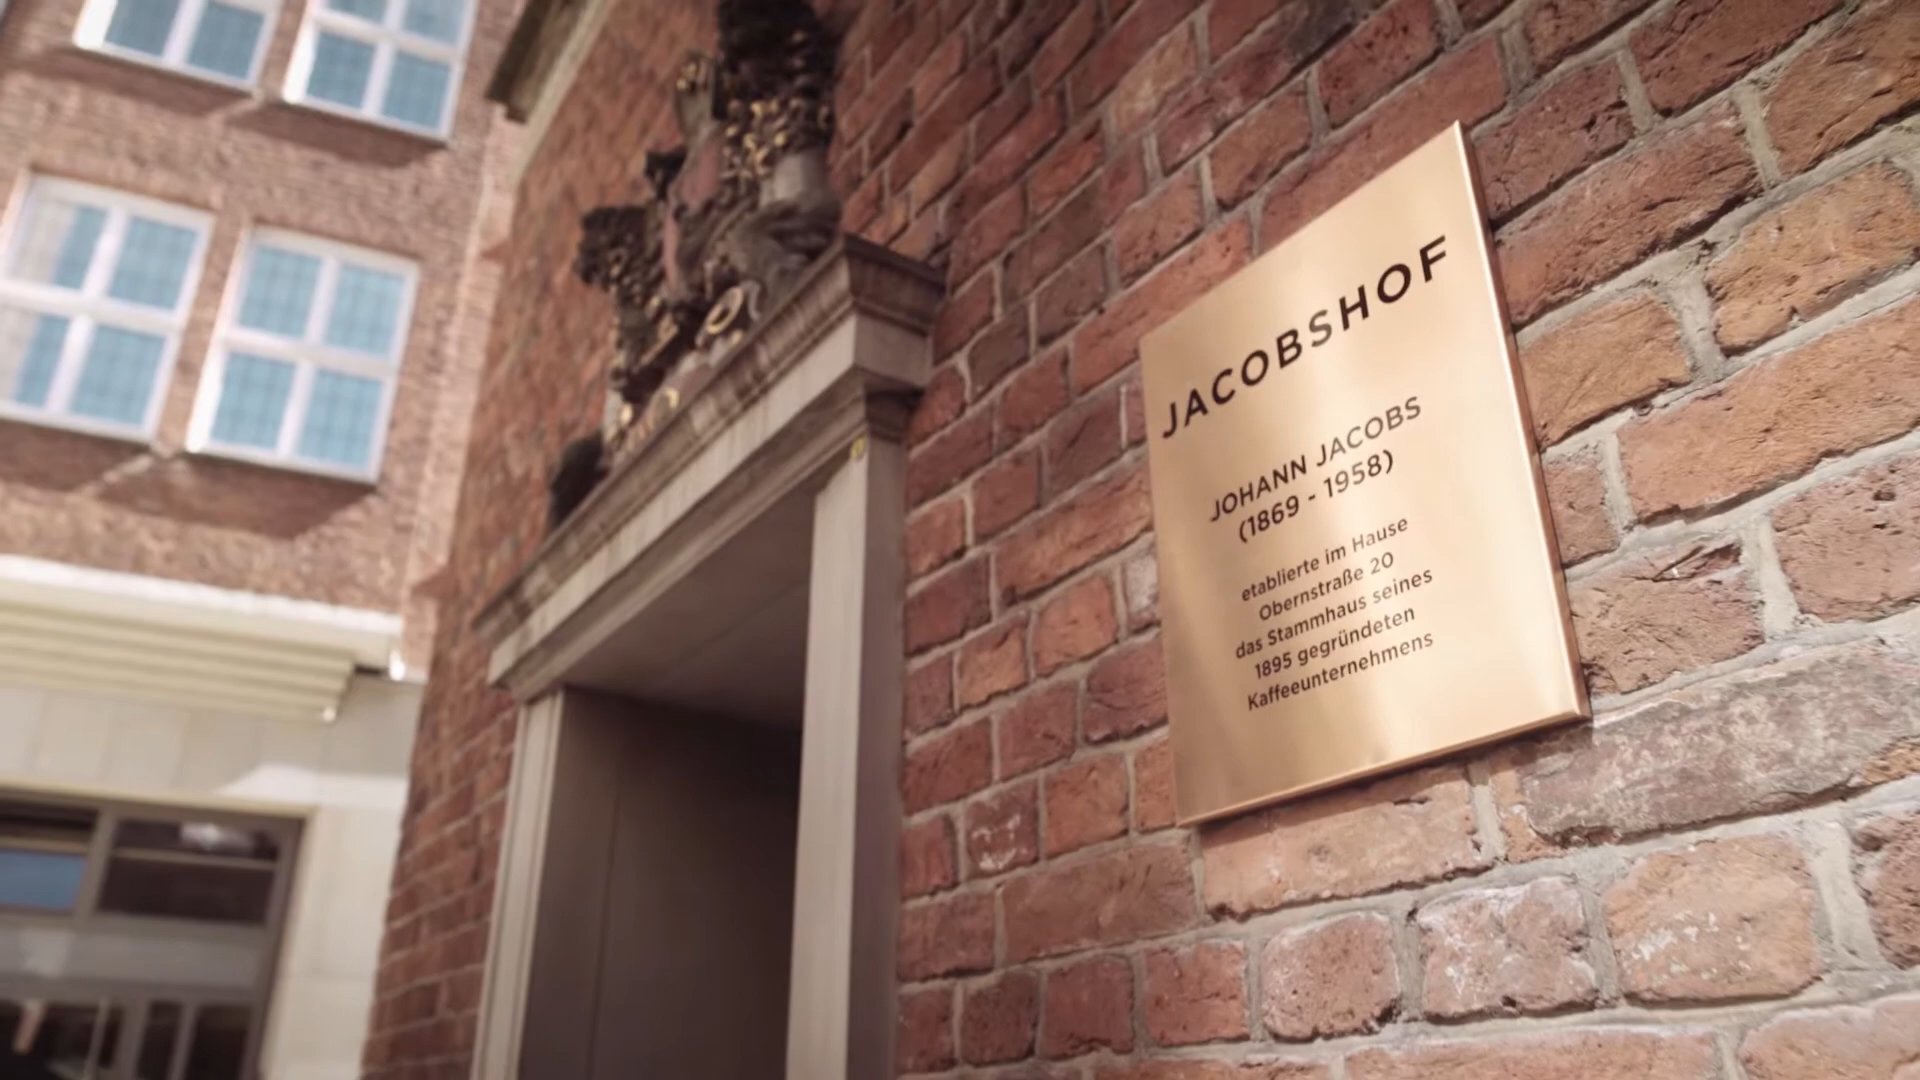 JACOBSHOF
JOHANN JACOBS
(1869 - 1958)
etablierte im Hause
Obernstraße 20
das Stammhaus seines
1895 gegründeten
Kaffeeunternehmens